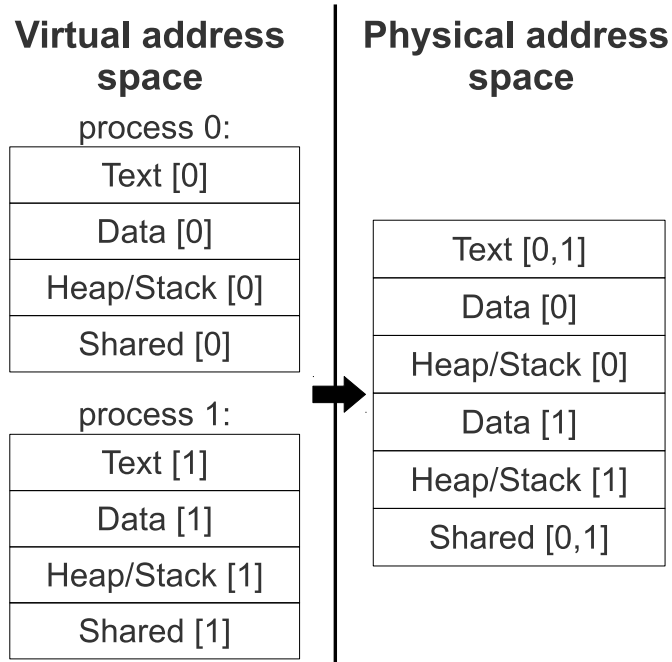 Virtual address
space
process 0:
Text [0]
Data [0]
Heap/Stack [0]
Shared [0]
process 1:
Text [1]
Data [1]
Heap/Stack [1]
Shared [1]
Physical address
space
Text [0,1]
Data [0]
Heap/Stack [0]
Data [1]
Heap/Stack [1]
Shared [0,1]